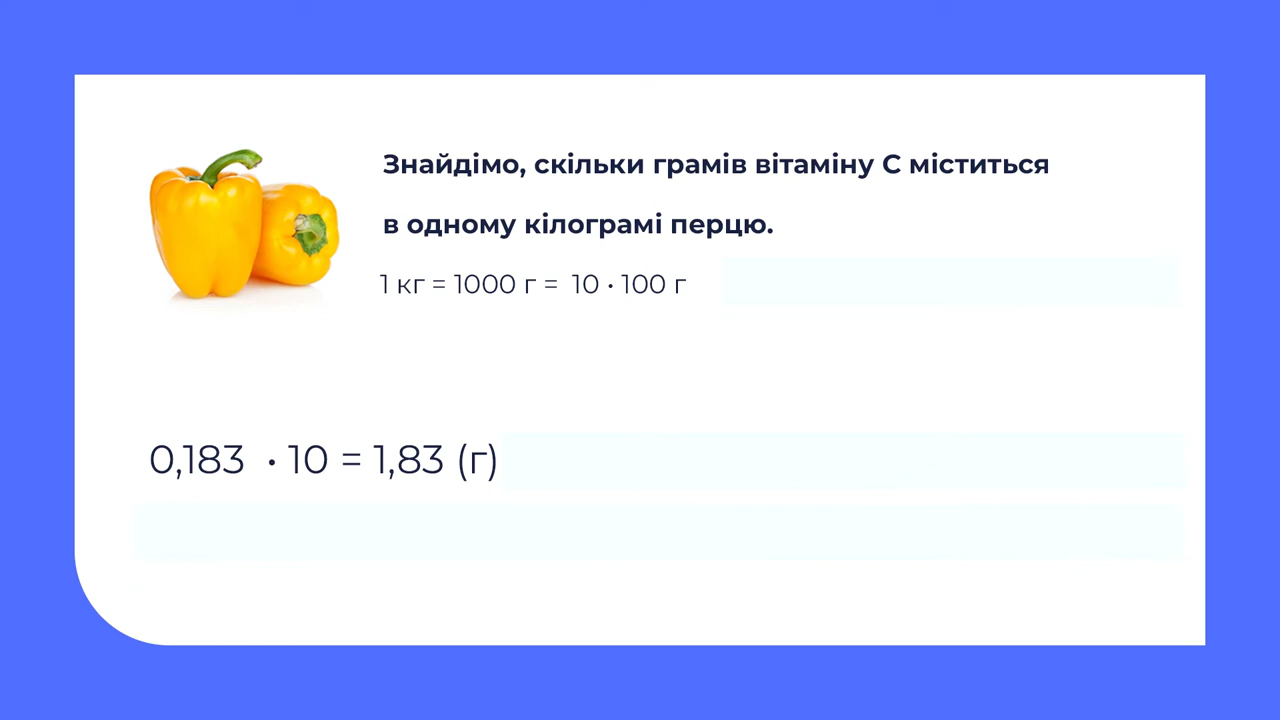 Знайдімо, скільки грамів вітаміну С міститься
в одному кілограмі перцю.
1 кг = 1000 г = 10 · 100 г
0,183 · 10 = 1,83 (г)